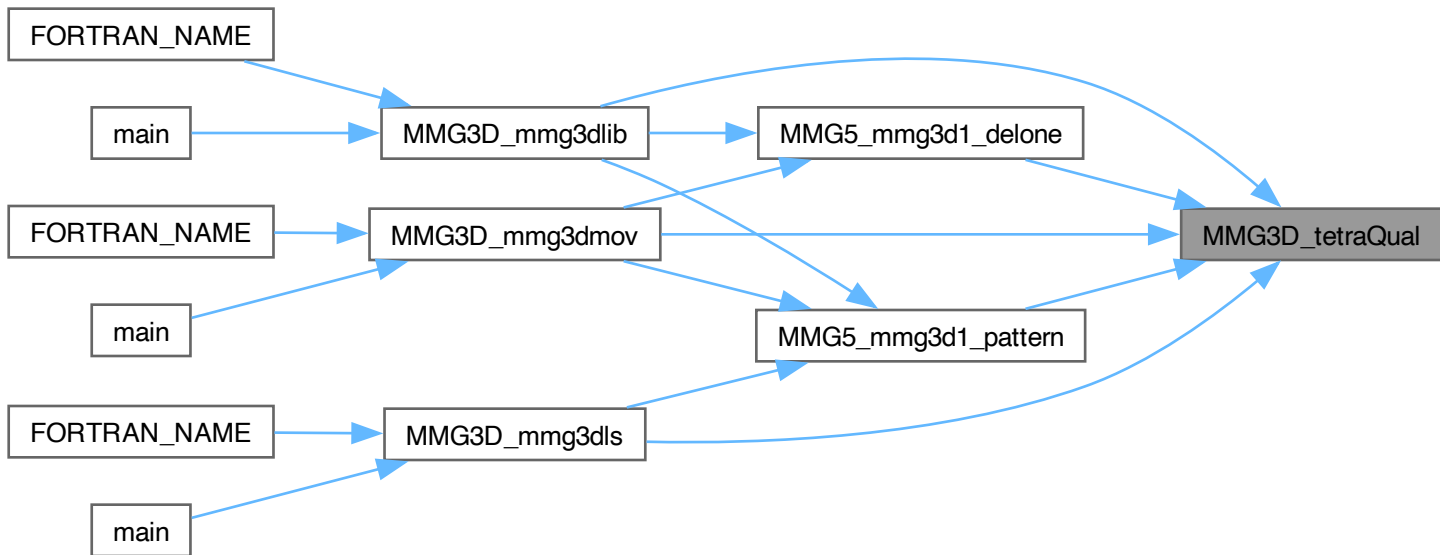 FORTRAN_NAME
main
MMG3D_mmg3dlib
MMG5_mmg3d1_delone
FORTRAN_NAME
MMG3D_mmg3dmov
MMG3D_tetraQual
main
MMG5_mmg3d1_pattern
FORTRAN_NAME
MMG3D_mmg3dls
main